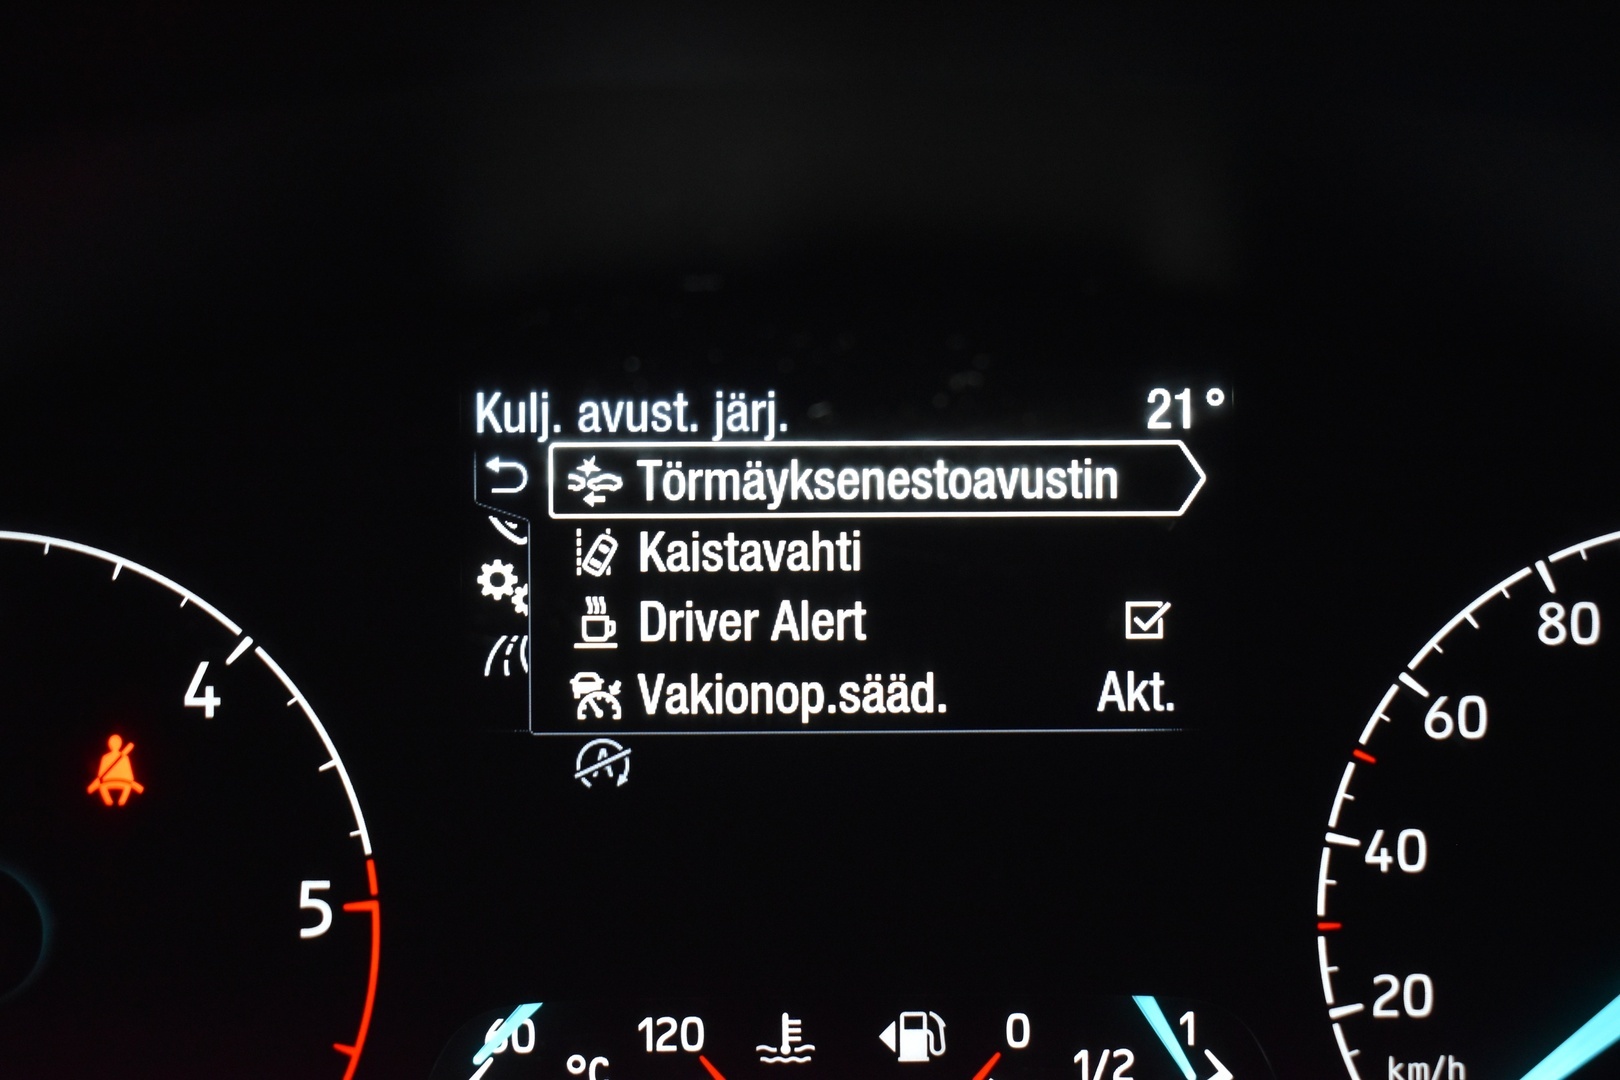 Kulj. avust. järj. 21°
Törmäyksenestoavustin
Kaistavahti
Driver Alert
Vakionop.sääd. Akt.
4
5
80
60
40
20
km/h
60 120
°C
0 1/2 1